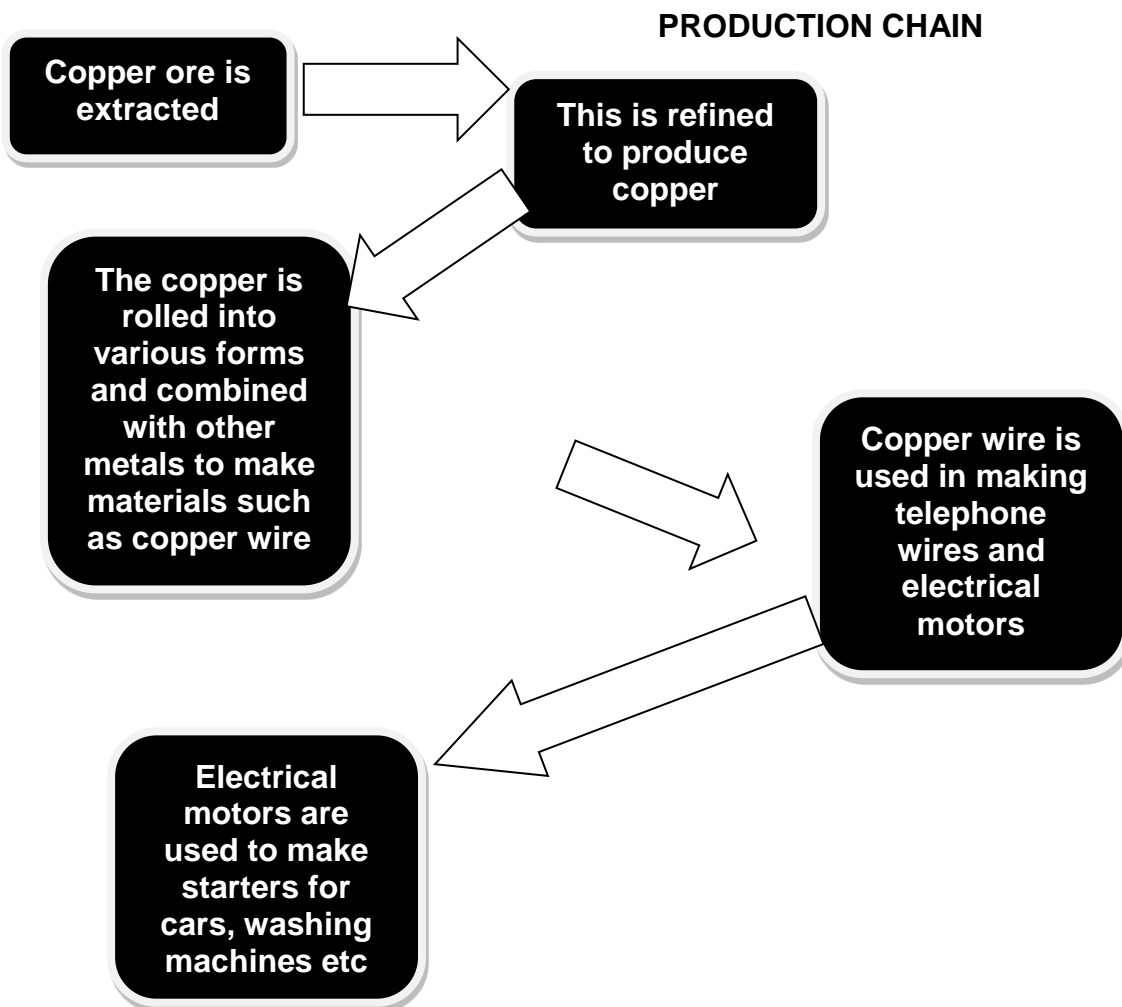 PRODUCTION CHAIN
Copper ore is
extracted
This is refined
to produce
copper
The copper is
rolled into
various forms
and combined
with other
metals to make
materials such
as copper wire
Copper wire is
used in making
telephone
wires and
electrical
motors
Electrical
motors are
used to make
starters for
cars, washing
machines etc